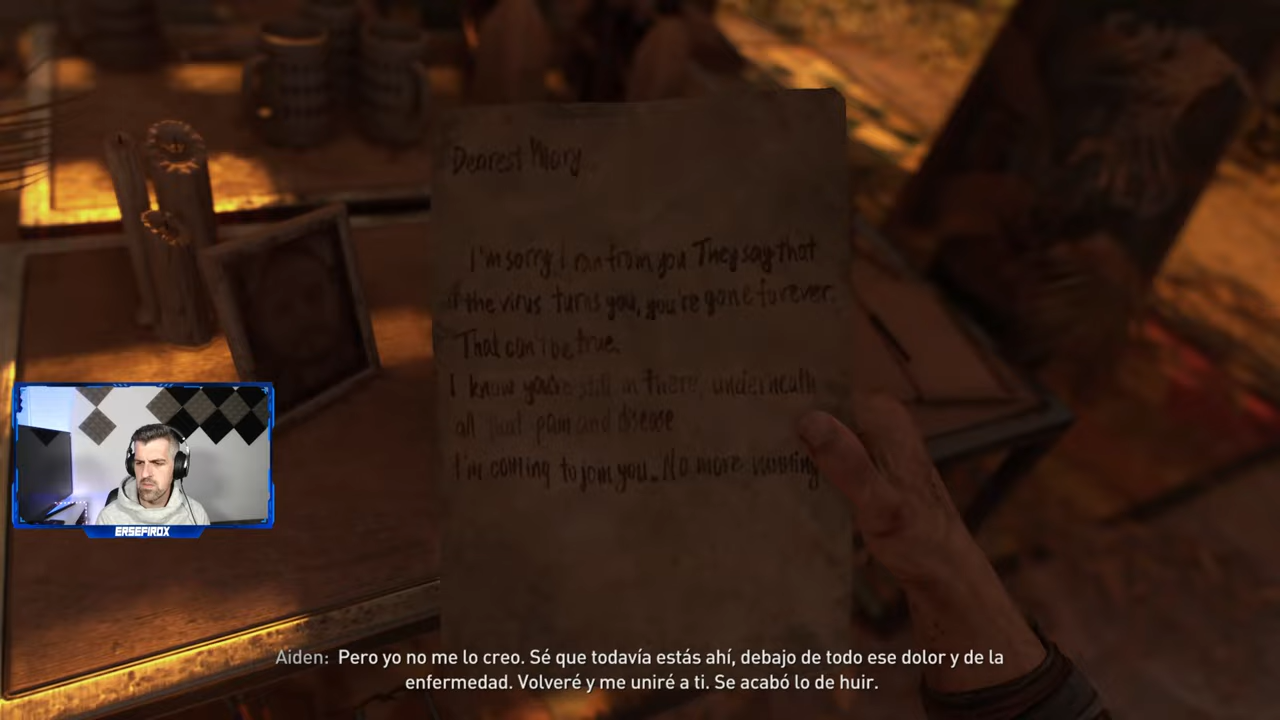 Dearest Mary
I'm sorry I ran from you They say that
if the virus turns you, you're gone forever.
That can't be true.
I know you're still in there, underneath
all that pain and disease
I'm coming to join you. No more
ERSEFIROX
Aiden: Pero yo no me lo creo. Sé que todavía estás ahí, debajo de todo ese dolor y de la
enfermedad. Volveré y me uniré a ti. Se acabó lo de huir.